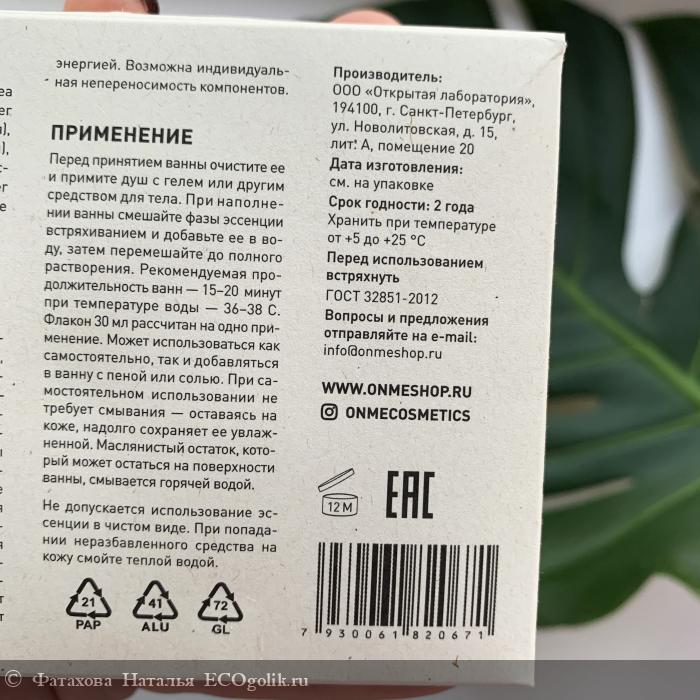 энергией. Возможна индивидуаль-
ная непереносимость компонентов.
ПРИМЕНЕНИЕ
Перед принятием ванны очистите ее
и примите душ с гелем или другим
средством для тела. При наполне-
нии ванны смешайте фазы эссенции
встряхиванием и добавьте ее в во-
ду, затем перемешайте до полного
растворения. Рекомендуемая про-
должительность ванн — 15–20 минут
при температуре воды — 36–38 С.
Флакон 30 мл рассчитан на одно при-
менение. Может использоваться как
самостоятельно, так и добавляться
в ванну с пеной или солью. При са-
мостоятельном использовании не
требует смывания — оставаясь на
коже, надолго сохраняет ее увлаж-
ненной. Маслянистый остаток, кото-
рый может остаться на поверхности
ванны, смывается горячей водой.
Не допускается использование эс-
сенции в чистом виде. При попада-
нии неразбавленного средства на
кожу смойте теплой водой.
21 41 72
PAP ALU GL
Производитель:
ООО «Открытая лаборатория»,
194100, г. Санкт-Петербург,
ул. Новолитовская, д. 15,
лит. А, помещение 20
Дата изготовления:
см. на упаковке
Срок годности: 2 года
Хранить при температуре
от +5 до +25 °C
Перед использованием
встряхнуть
ГОСТ 32851-2012
Вопросы и предложения
отправляйте на e-mail:
info@onmeshop.ru
WWW.ONMESHOP.RU
ONMECOSMETICS
12 M EAC
7 930061 820671
© Фатахова Наталья ECOgolik.ru